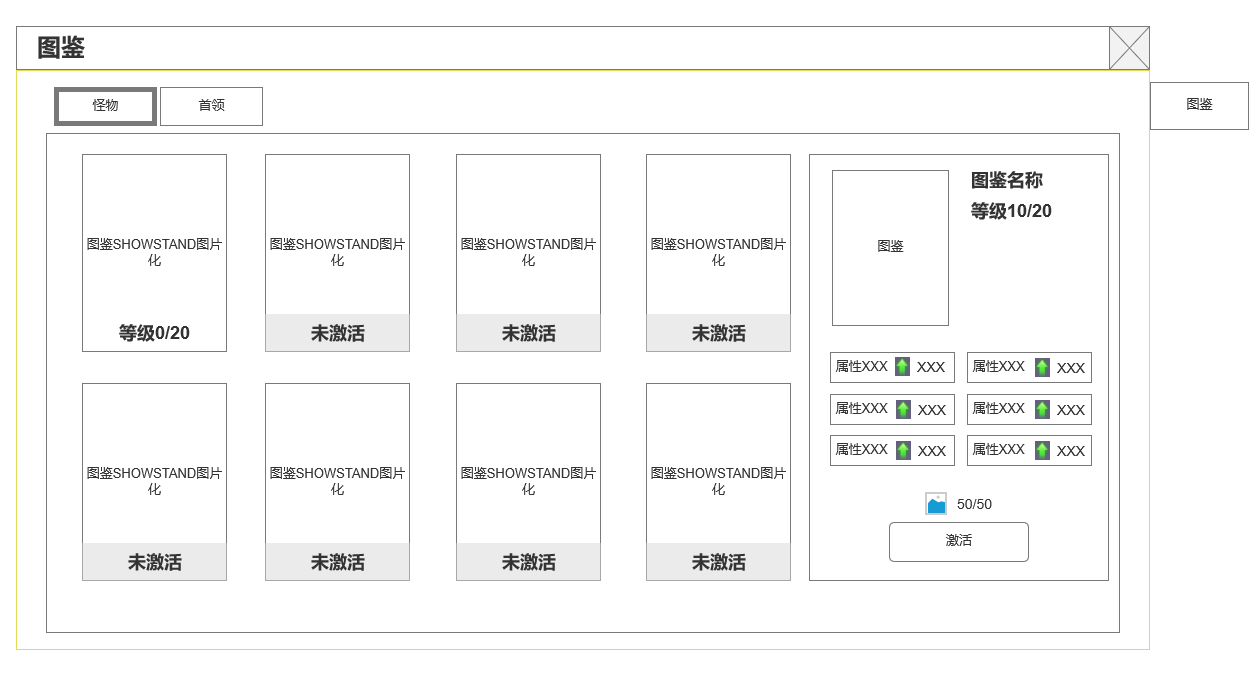 图鉴
怪物
首领
图鉴
图鉴SHOWSTAND图片
化
等级0/20
图鉴SHOWSTAND图片
化
未激活
图鉴SHOWSTAND图片
化
未激活
图鉴SHOWSTAND图片
化
未激活
图鉴SHOWSTAND图片
化
未激活
图鉴SHOWSTAND图片
化
未激活
图鉴SHOWSTAND图片
化
未激活
图鉴SHOWSTAND图片
化
未激活
图鉴
图鉴名称
等级10/20
属性XXX XXX
属性XXX XXX
属性XXX XXX
属性XXX XXX
属性XXX XXX
属性XXX XXX
50/50
激活